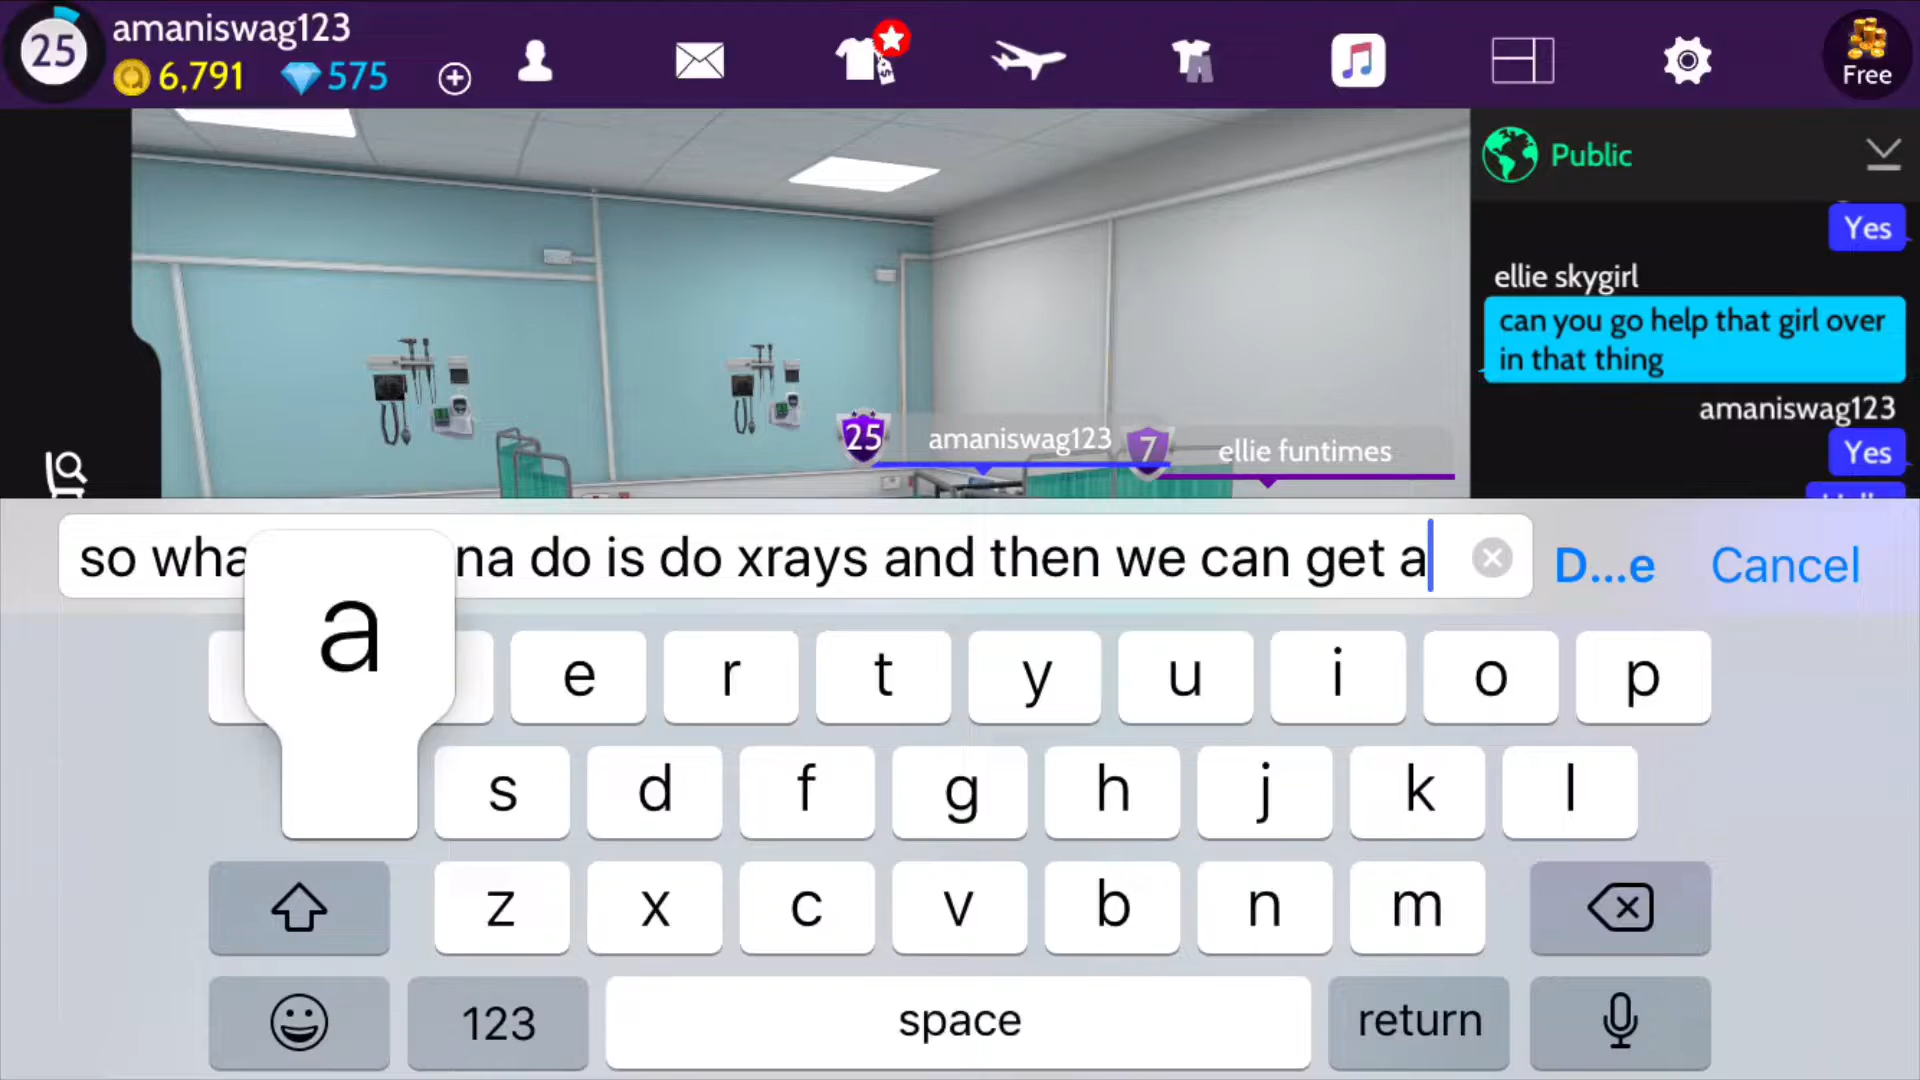 25
amaniswag123
6,791
575
Free
Public
Yes
ellie skygirl
can you go help that girl over
in that thing
amaniswag123
Yes
25
amaniswag123
7
ellie funtimes
so wha
na do is do xrays and then we can get a
D...e
Cancel
a
e r t y u i o p
s d f g h j k l
z x c v b n m
123
space
return